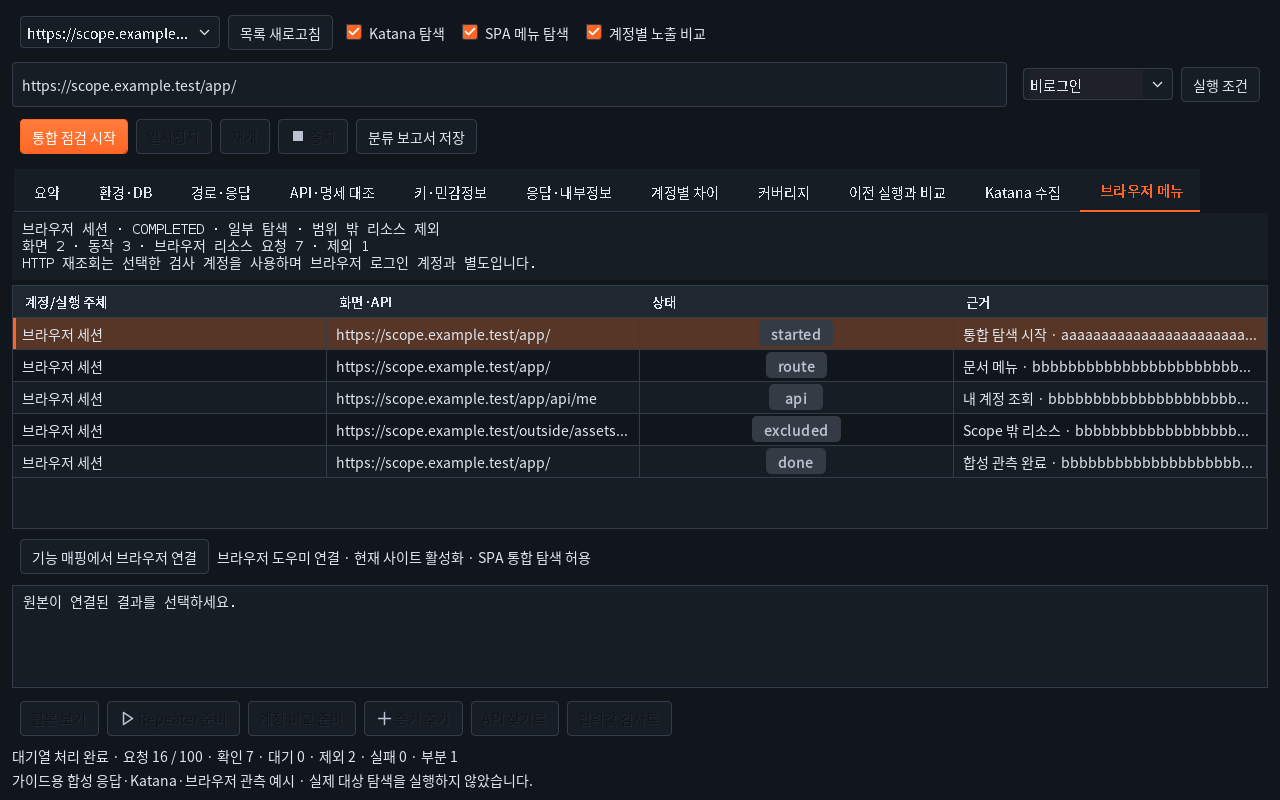 https://scope.example... 목록 새로고침 Katana 탐색 SPA 메뉴 탐색 계정별 노출 비교
https://scope.example.test/app/ 비로그인 실행 조건
통합 점검 시작 일시정지 재개 중지 분류 보고서 저장
요약 환경·DB 경로·응답 API·명세 대조 키·민감정보 응답·내부정보 계정별 차이 커버리지 이전 실행과 비교 Katana 수집 브라우저 메뉴
브라우저 세션 · COMPLETED · 일부 탐색 · 범위 밖 리소스 제외
화면 2 · 동작 3 · 브라우저 리소스 요청 7 · 제외 1
HTTP 재조회는 선택한 검사 계정을 사용하며 브라우저 로그인 계정과 별도입니다.
계정/실행 주체 화면·API 상태 근거
브라우저 세션 https://scope.example.test/app/ started 통합 탐색 시작 · aaaaaaaaaaaaaaaaaaaaaaa...
브라우저 세션 https://scope.example.test/app/ route 문서 메뉴 · bbbbbbbbbbbbbbbbbbbbbbb...
브라우저 세션 https://scope.example.test/app/api/me api 내 계정 조회 · bbbbbbbbbbbbbbbbbbbbb...
브라우저 세션 https://scope.example.test/outside/assets... excluded Scope 밖 리소스 · bbbbbbbbbbbbbbbbbb...
브라우저 세션 https://scope.example.test/app/ done 합성 관측 완료 · bbbbbbbbbbbbbbbbbbbb...
기능 매핑에서 브라우저 연결 브라우저 도우미 연결 · 현재 사이트 활성화 · SPA 통합 탐색 허용
원본이 연결된 결과를 선택하세요.
원본 보기 Repeater 준비 계정 비교 준비 증거 추가
대기열 처리 완료 · 요청 16 / 100 · 확인 7 · 대기 0 · 제외 2 · 실패 0 · 부분 1
가이드용 합성 응답·Katana·브라우저 관측 예시 · 실제 대상 탐색을 실행하지 않았습니다.